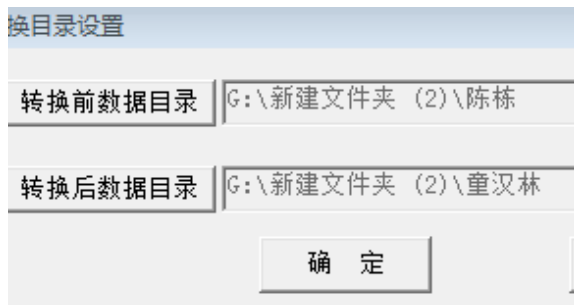 换目录设置
转换前数据目录 G:\新建文件夹 (2)\陈栋
转换后数据目录 G:\新建文件夹 (2)\童汉林
确 定